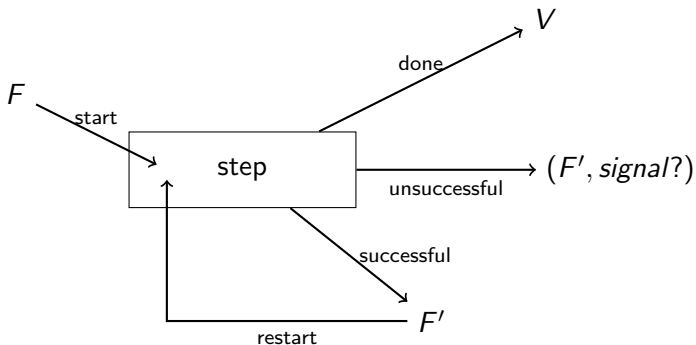 V
done
F
start
step
(F′, signal?)
unsuccessful
successful
F′
restart